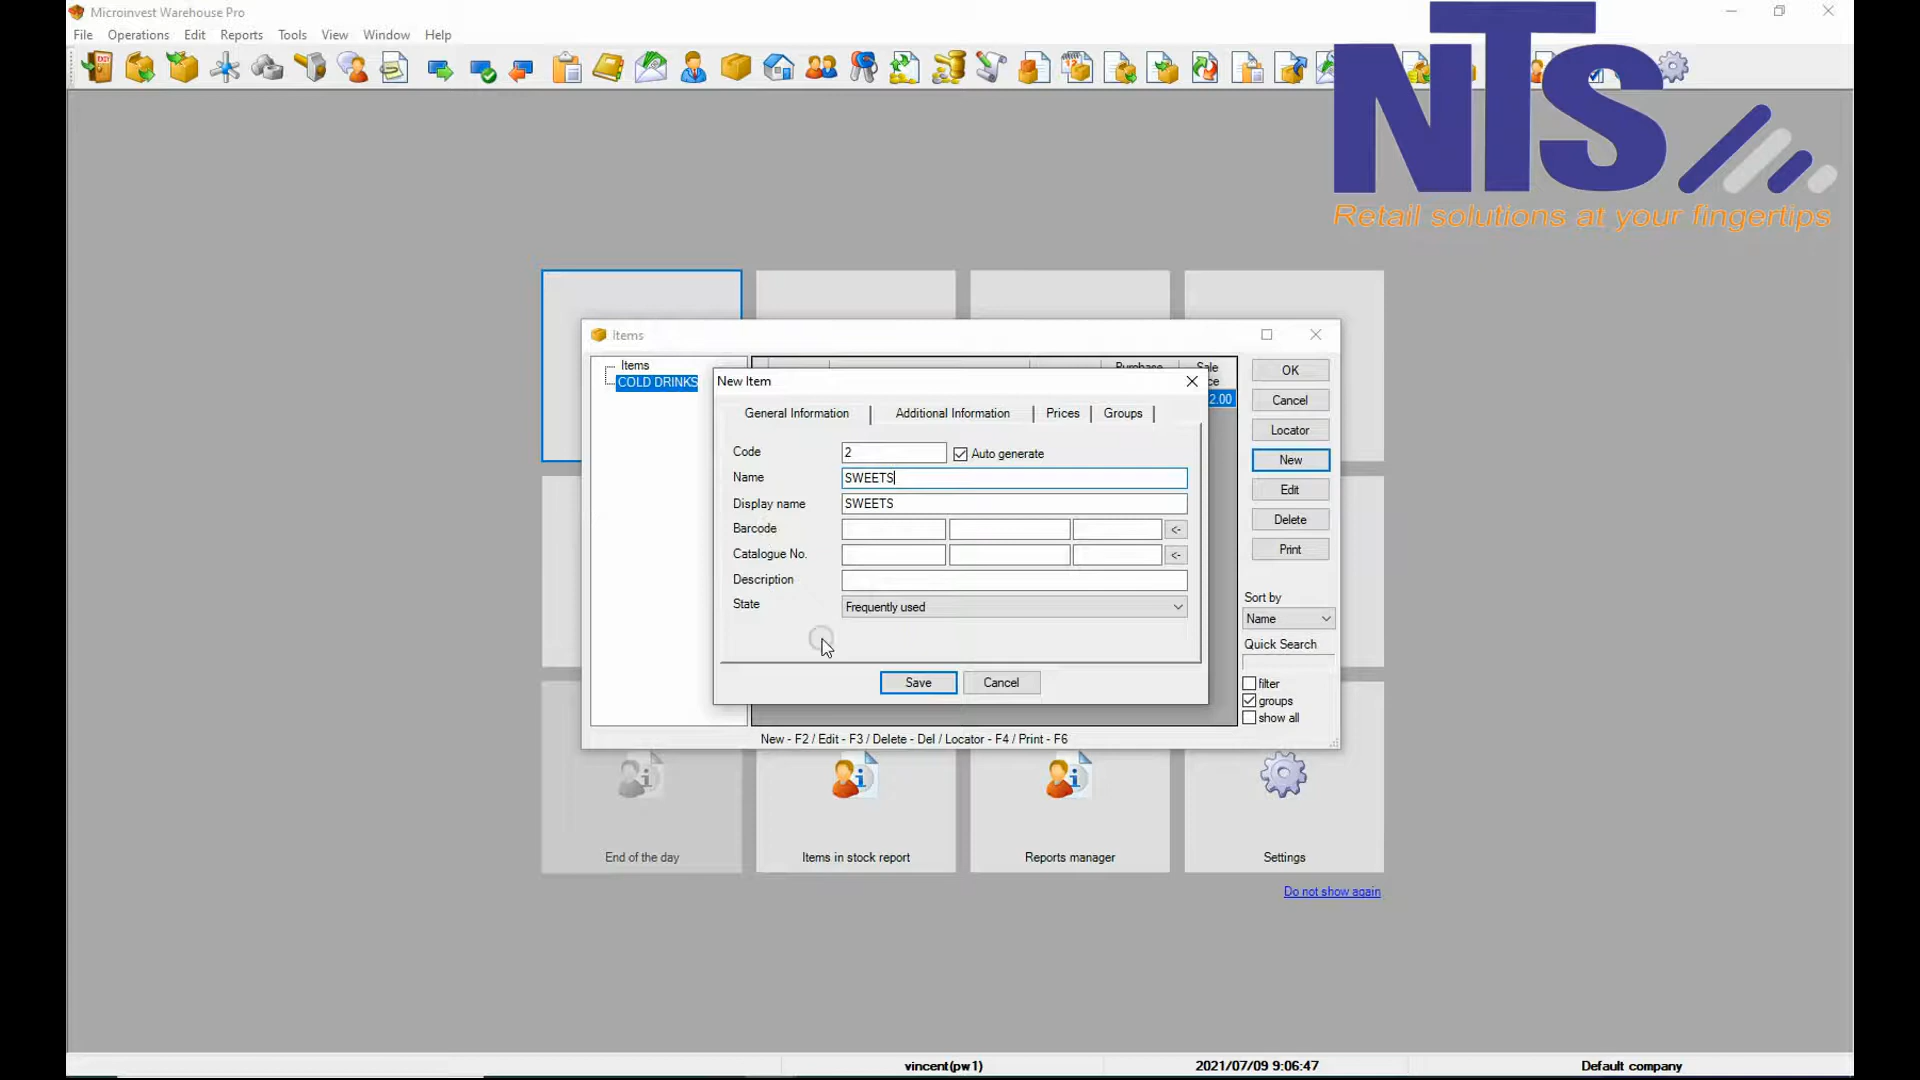 Microinvest Warehouse Pro
File Operations Edit Reports Tools View Window Help
NTS
Retail solutions at your fingertips
Items
Items
COLD DRINKS
Purchase Sale
2.00
New Item
General Information Additional Information Prices Groups
Code 2 Auto generate
Name SWEETS
Display name SWEETS
Barcode <-
Catalogue No. <-
Description
State Frequently used
Save Cancel
OK
Cancel
Locator
New
Edit
Delete
Print
Sort by
Name
Quick Search
filter
groups
show all
New - F2 / Edit - F3 / Delete - Del / Locator - F4 / Print - F6
End of the day Items in stock report Reports manager Settings
Do not show again
vincent(pw1) 2021/07/09 9:06:47 Default company